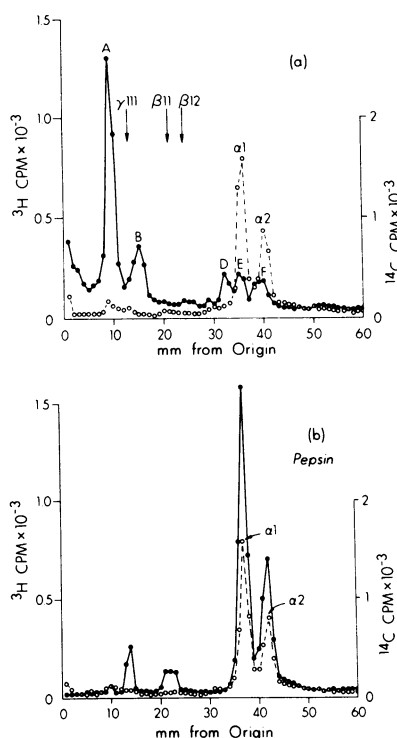 (a)
1.5
A
γ111
β11
β12
³H CPM × 10⁻³
1.0
2
¹⁴C CPM × 10⁻³
α1
0.5
1
α2
B
D
E
F
0
0
0 10 20 30 40 50 60
mm from Origin
(b)
Pepsin
1.5
³H CPM × 10⁻³
1.0
2
¹⁴C CPM × 10⁻³
α1
0.5
1
α2
0
0
0 10 20 30 40 50 60
mm from Origin